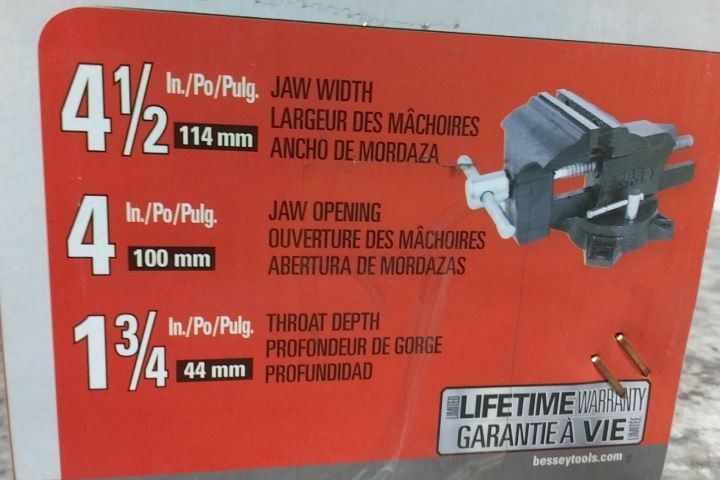 4 1/2 In./Po/Pulg. 114 mm
JAW WIDTH
LARGEUR DES MÂCHOIRES
ANCHO DE MORDAZA
4 In./Po/Pulg. 100 mm
JAW OPENING
OUVERTURE DES MÂCHOIRES
ABERTURA DE MORDAZAS
1 3/4 In./Po/Pulg. 44 mm
THROAT DEPTH
PROFONDEUR DE GORGE
PROFUNDIDAD
BESSEY
LIMITED LIFETIME WARRANTY
GARANTIE À VIE LIMITÉE
besseytools.com